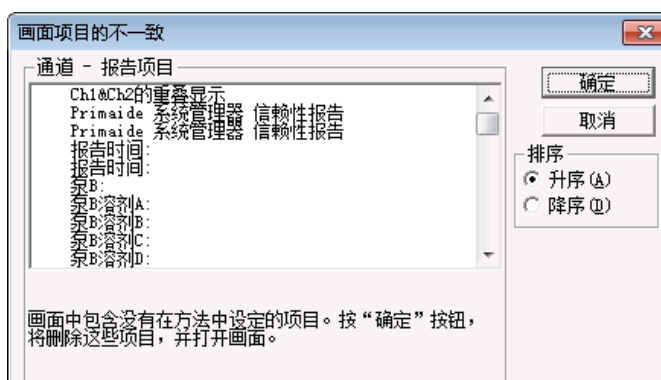 画面项目的不一致
通道 - 报告项目
Ch1&Ch2的重叠显示
Primaide 系统管理器 信赖性报告
Primaide 系统管理器 信赖性报告
报告时间:
报告时间:
泵B:
泵B溶剂A:
泵B溶剂B:
泵B溶剂C:
泵B溶剂D:
确定
取消
排序
升序(A)
降序(D)
画面中包含没有在方法中设定的项目。按“确定”按钮，
将删除这些项目，并打开画面。